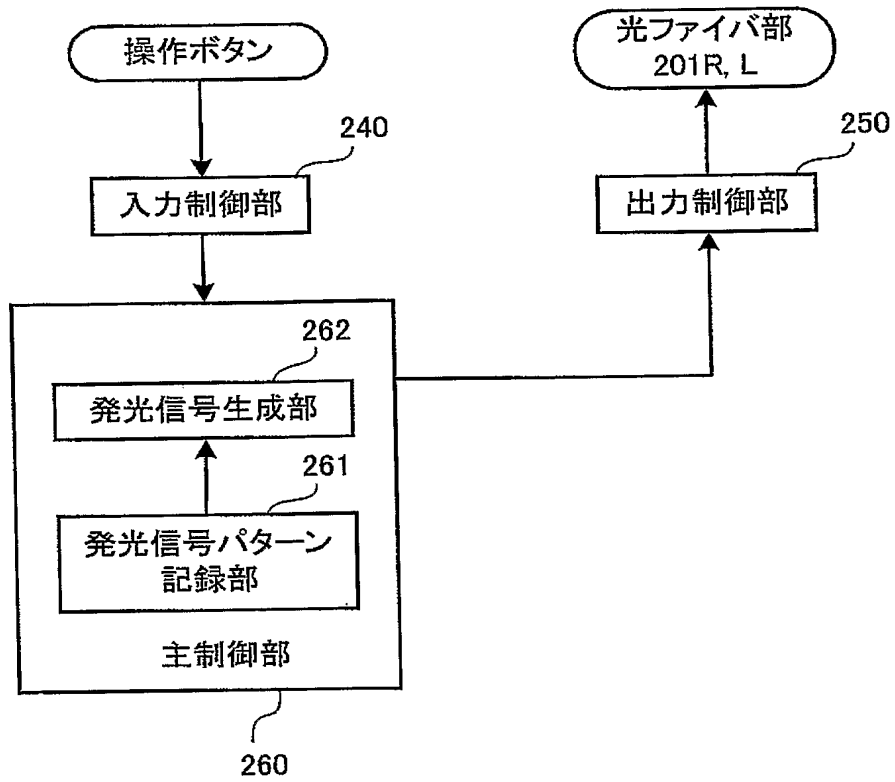 操作ボタン
光ファイバ部
201R, L
240
入力制御部
250
出力制御部
262
発光信号生成部
261
発光信号パターン
記録部
主制御部
260